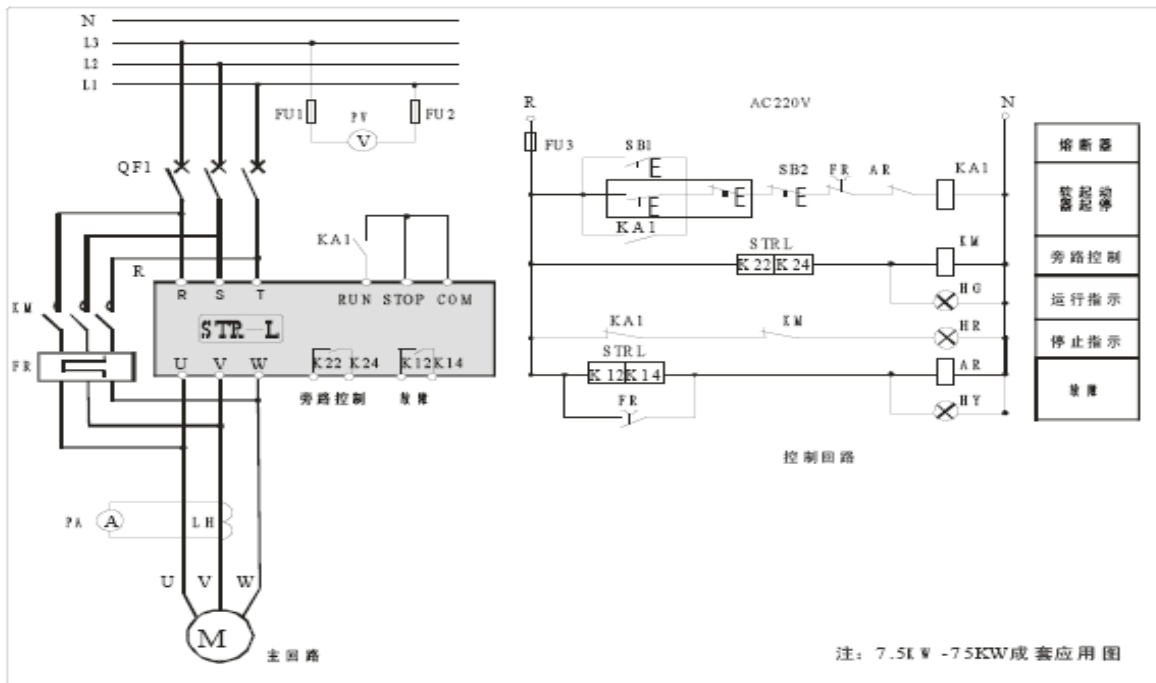 N
L3
L2
L1
FU1
PV
V
FU2
QF1
KA1
R
R S T
RUN STOP COM
STR-L
KM
FR
U V W
K22 K24
K12 K14
旁路控制
故障
PA
A
LH
U V W
M
主回路
R
AC220V
N
FU3
SB1
E
E
E
SB2
E
FR
AR
KA1
KA1
STRL
K22 K24
KM
HG
KA1
KM
HR
STRL
K12 K14
AR
FR
HY
控制回路
熔断器
软起动
器起停
旁路控制
运行指示
停止指示
故障
注: 7.5KW-75KW成套应用图